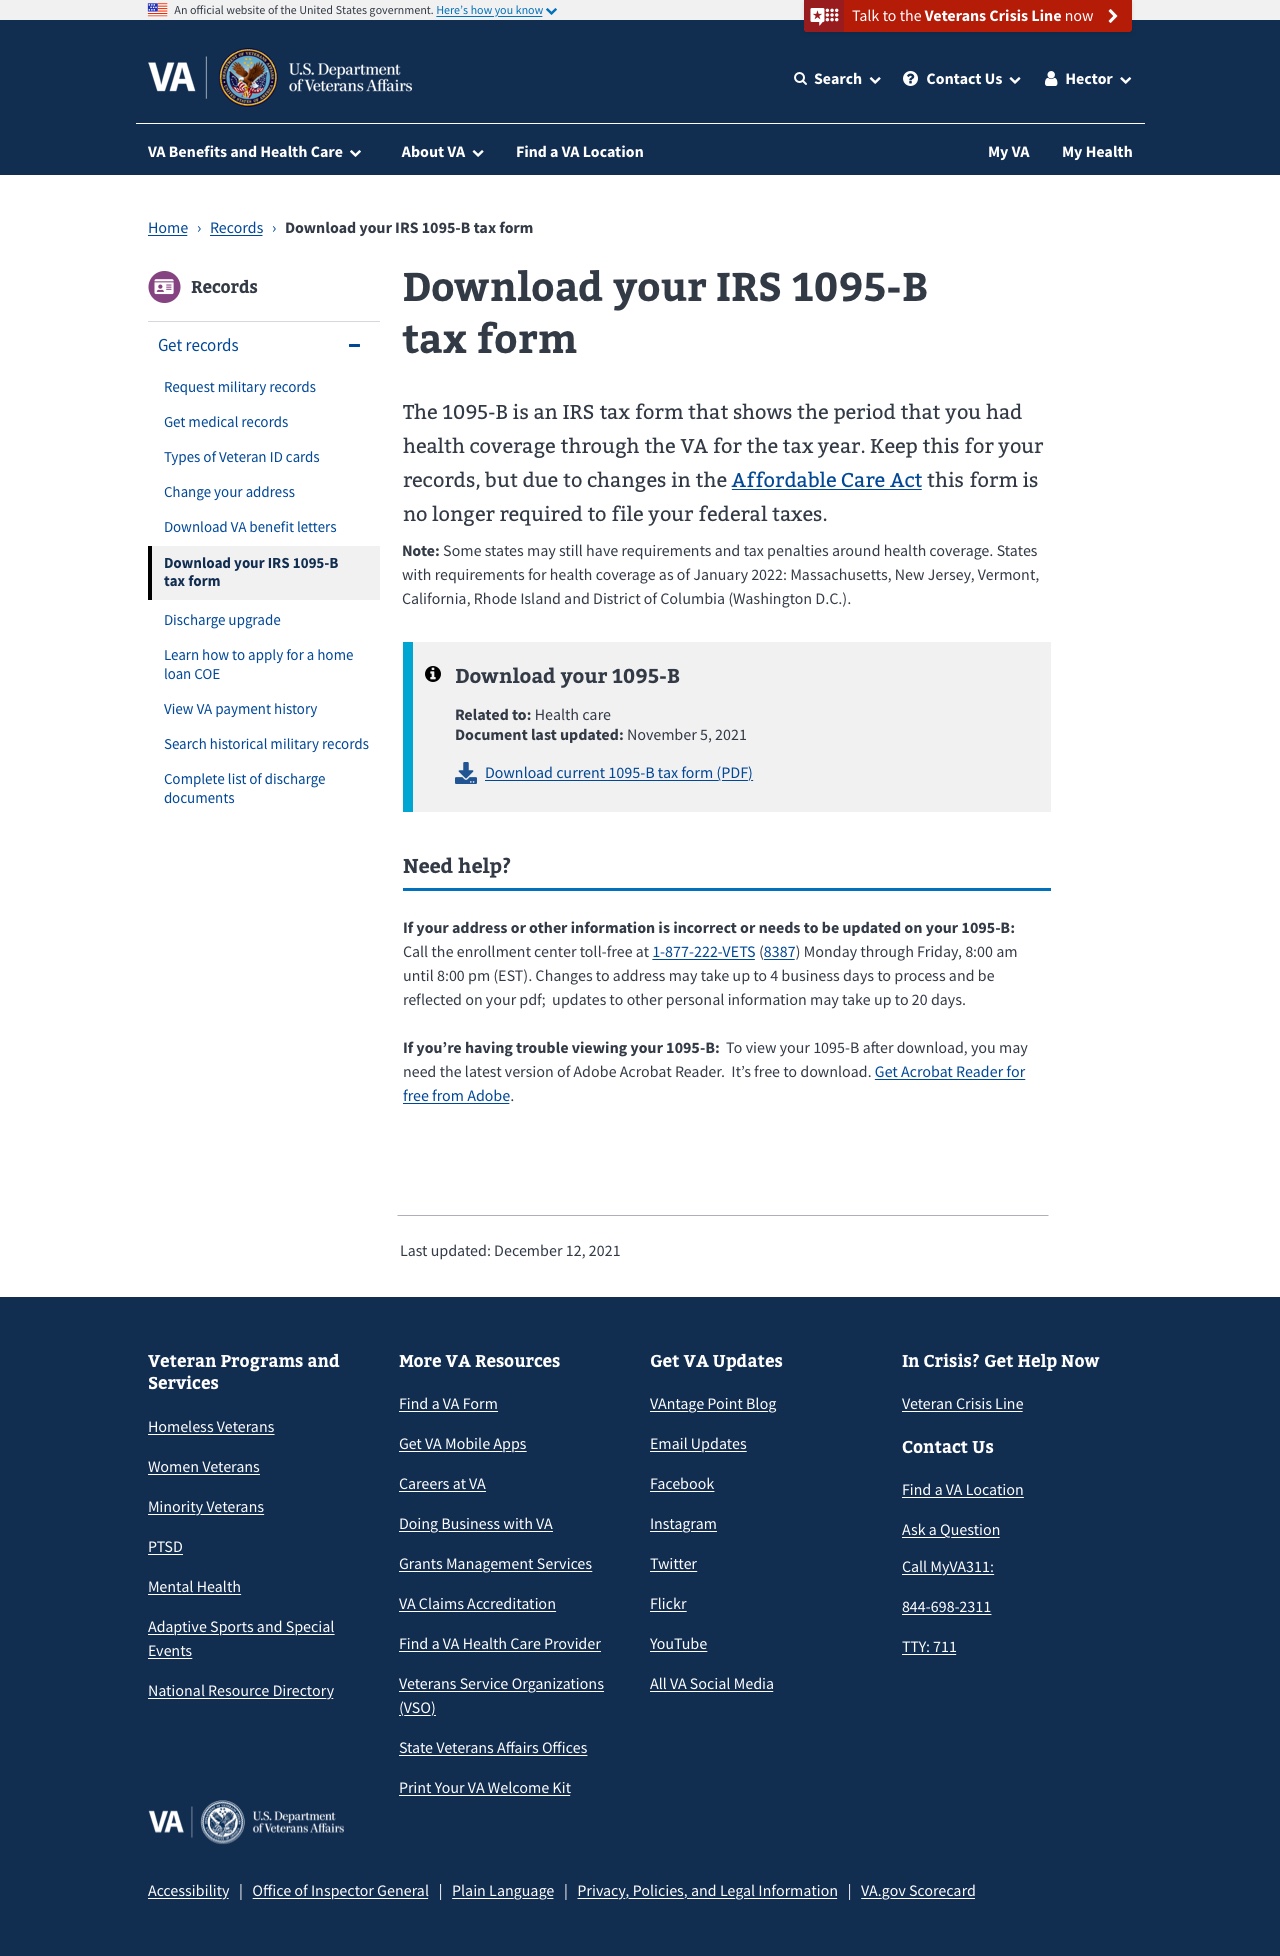 An official website of the United States government. Here's how you know
Talk to the Veterans Crisis Line now
VA
U.S. Department
of Veterans Affairs
Search
Contact Us
Hector
VA Benefits and Health Care
About VA
Find a VA Location
My VA
My Health
Home › Records › Download your IRS 1095-B tax form
Records
Get records
Request military records
Get medical records
Types of Veteran ID cards
Change your address
Download VA benefit letters
Download your IRS 1095-B
tax form
Discharge upgrade
Learn how to apply for a home
loan COE
View VA payment history
Search historical military records
Complete list of discharge
documents
Download your IRS 1095-B
tax form
The 1095-B is an IRS tax form that shows the period that you had
health coverage through the VA for the tax year. Keep this for your
records, but due to changes in the Affordable Care Act this form is
no longer required to file your federal taxes.
Note: Some states may still have requirements and tax penalties around health coverage. States
with requirements for health coverage as of January 2022: Massachusetts, New Jersey, Vermont,
California, Rhode Island and District of Columbia (Washington D.C.).
Download your 1095-B
Related to: Health care
Document last updated: November 5, 2021
Download current 1095-B tax form (PDF)
Need help?
If your address or other information is incorrect or needs to be updated on your 1095-B:
Call the enrollment center toll-free at 1-877-222-VETS (8387) Monday through Friday, 8:00 am
until 8:00 pm (EST). Changes to address may take up to 4 business days to process and be
reflected on your pdf;  updates to other personal information may take up to 20 days.
If you’re having trouble viewing your 1095-B:  To view your 1095-B after download, you may
need the latest version of Adobe Acrobat Reader.  It’s free to download. Get Acrobat Reader for
free from Adobe.
Last updated: December 12, 2021
Veteran Programs and
Services
Homeless Veterans
Women Veterans
Minority Veterans
PTSD
Mental Health
Adaptive Sports and Special
Events
National Resource Directory
More VA Resources
Find a VA Form
Get VA Mobile Apps
Careers at VA
Doing Business with VA
Grants Management Services
VA Claims Accreditation
Find a VA Health Care Provider
Veterans Service Organizations
(VSO)
State Veterans Affairs Offices
Print Your VA Welcome Kit
Get VA Updates
VAntage Point Blog
Email Updates
Facebook
Instagram
Twitter
Flickr
YouTube
All VA Social Media
In Crisis? Get Help Now
Veteran Crisis Line
Contact Us
Find a VA Location
Ask a Question
Call MyVA311:
844-698-2311
TTY: 711
VA
U.S. Department
of Veterans Affairs
Accessibility | Office of Inspector General | Plain Language | Privacy, Policies, and Legal Information | VA.gov Scorecard